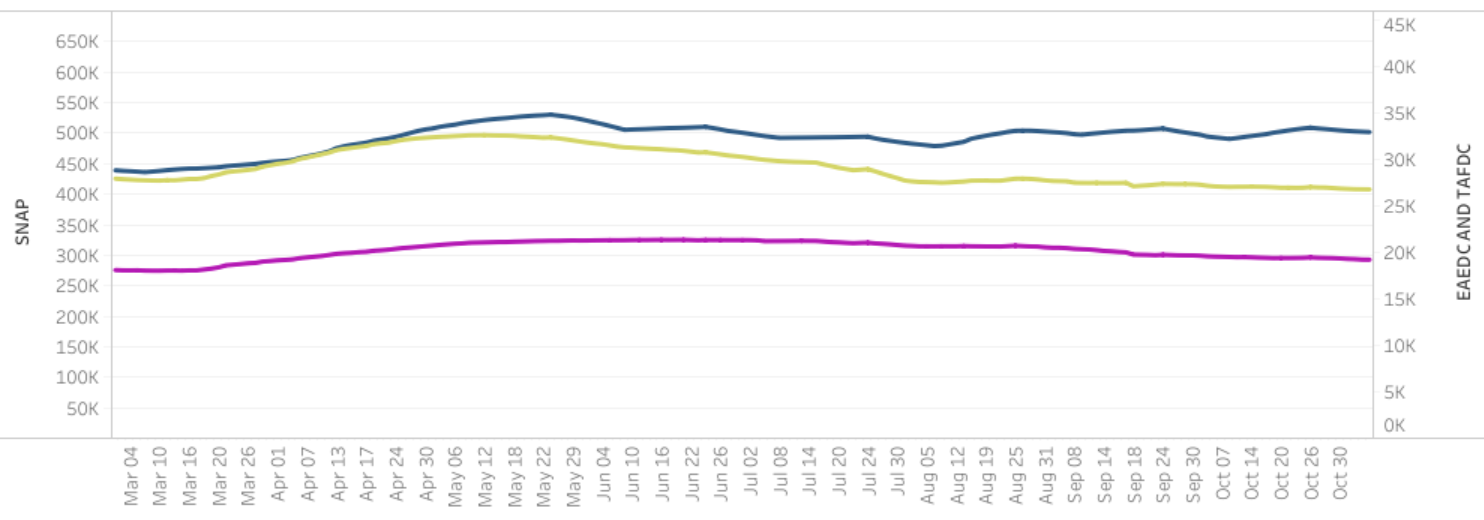 SNAP
650K
600K
550K
500K
450K
400K
350K
300K
250K
200K
150K
100K
50K
45K
40K
35K
30K
25K
20K
15K
10K
5K
0K
EAEDC AND TAFDC
Mar 04
Mar 10
Mar 16
Mar 20
Mar 26
Apr 01
Apr 07
Apr 13
Apr 17
Apr 24
Apr 30
May 06
May 12
May 18
May 22
May 29
Jun 04
Jun 10
Jun 16
Jun 22
Jun 26
Jul 02
Jul 08
Jul 14
Jul 20
Jul 24
Jul 30
Aug 05
Aug 12
Aug 19
Aug 25
Aug 31
Sep 08
Sep 14
Sep 18
Sep 24
Sep 30
Oct 07
Oct 14
Oct 20
Oct 26
Oct 30